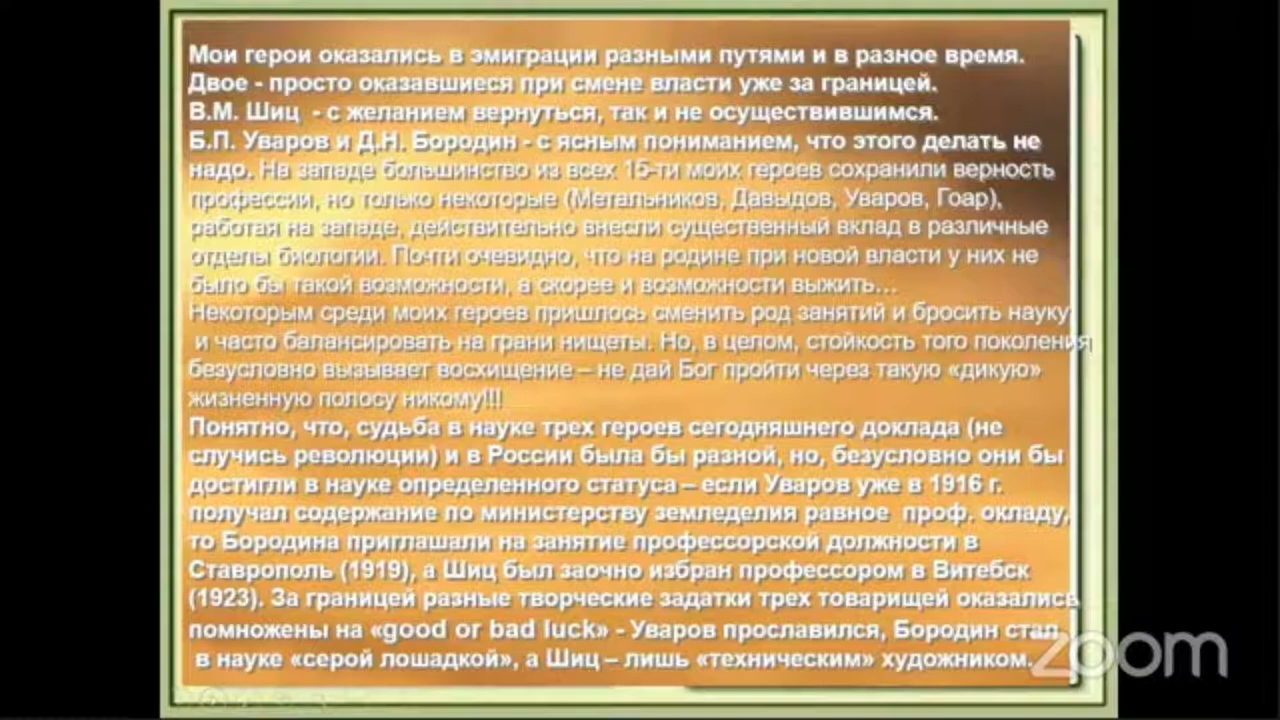 Мои герои оказались в эмиграции разными путями и в разное время.
Двое - просто оказавшиеся при смене власти уже за границей.
В.М. Шиц - с желанием вернуться, так и не осуществившимся.
Б.П. Уваров и Д.Н. Бородин - с ясным пониманием, что этого делать не
надо. На западе большинство из всех 15-ти моих героев сохранили верность
профессии, но только некоторые (Метальников, Давыдов, Уваров, Гоар),
работая на западе, действительно внесли существенный вклад в различные
отделы биологии. Почти очевидно, что на родине при новой власти у них не
было бы такой возможности, а скорее и возможности выжить...
Некоторым среди моих героев пришлось сменить род занятий и бросить науку
и часто балансировать на грани нищеты. Но, в целом, стойкость того поколения
безусловно вызывает восхищение – не дай Бог пройти через такую «дикую»
жизненную полосу никому!!!
Понятно, что, судьба в науке трех героев сегодняшнего доклада (не
случись революции) и в России была бы разной, но, безусловно они бы
достигли в науке определенного статуса – если Уваров уже в 1916 г.
получал содержание по министерству земледелия равное проф. окладу,
то Бородина приглашали на занятие профессорской должности в
Ставрополь (1919), а Шиц был заочно избран профессором в Витебск
(1923). За границей разные творческие задатки трех товарищей оказались
помножены на «good or bad luck» - Уваров прославился, Бородин стал
в науке «серой лошадкой», а Шиц – лишь «техническим» художником.
zoom